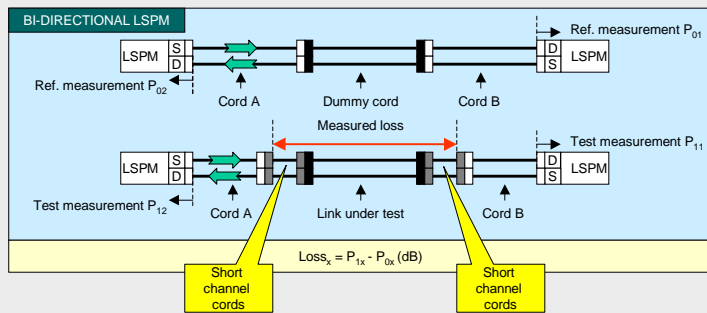 BI-DIRECTIONAL LSPM
Ref. measurement P01
LSPM S D
D S LSPM
Ref. measurement P02
Cord A
Dummy cord
Cord B
Measured loss
Test measurement P11
LSPM S D
D S LSPM
Test measurement P12
Cord A
Link under test
Cord B
Lossx = P1x - P0x (dB)
Short
channel
cords
Short
channel
cords